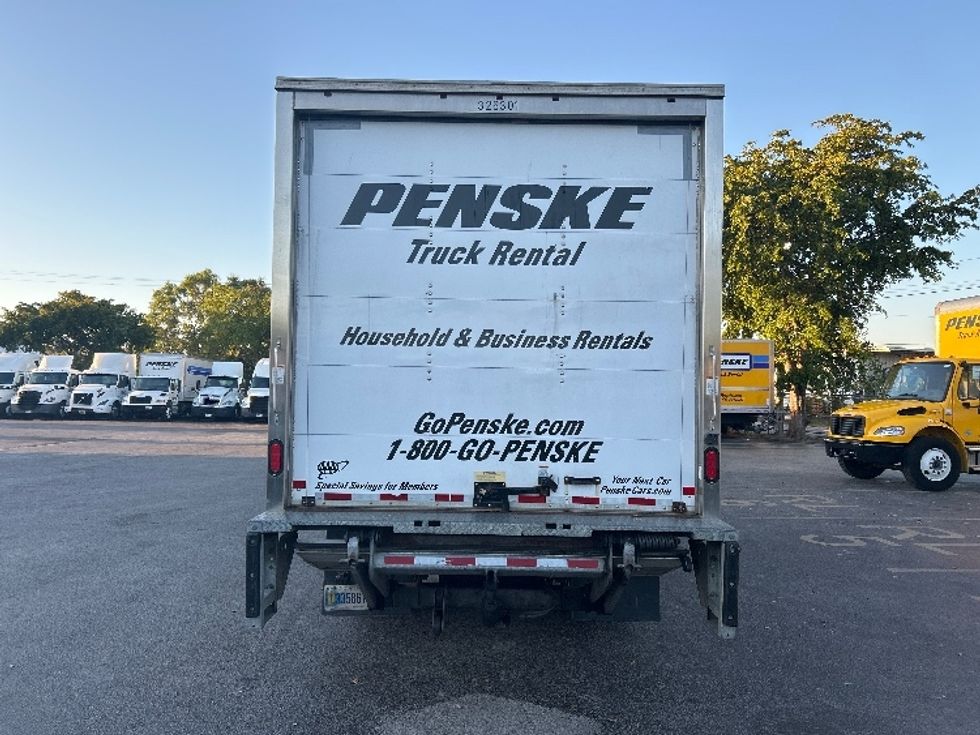 326301
PENSKE
Truck Rental
Household & Business Rentals
GoPenske.com
1-800-GO-PENSKE
Special Savings for Members
Your Next Car
PenskeCars.com
PENSKE
PENSKE